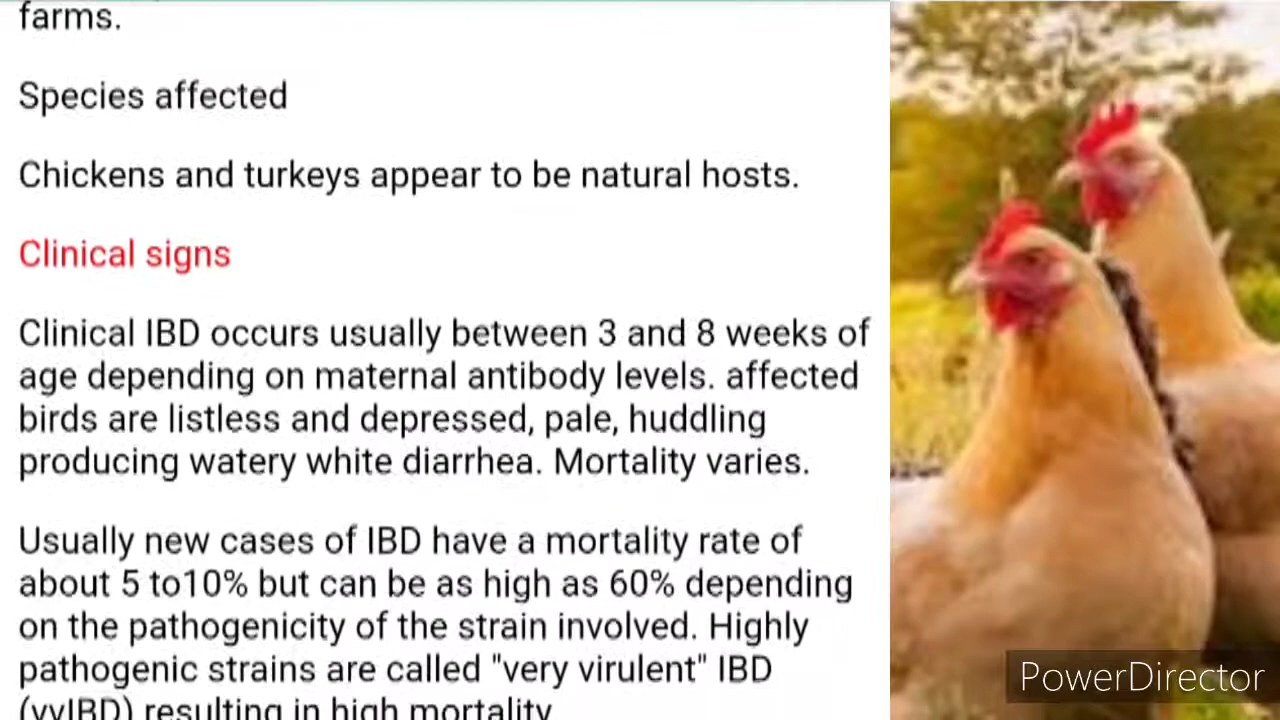 farms.
Species affected
Chickens and turkeys appear to be natural hosts.
Clinical signs
Clinical IBD occurs usually between 3 and 8 weeks of
age depending on maternal antibody levels. affected
birds are listless and depressed, pale, huddling
producing watery white diarrhea. Mortality varies.
Usually new cases of IBD have a mortality rate of
about 5 to10% but can be as high as 60% depending
on the pathogenicity of the strain involved. Highly
pathogenic strains are called "very virulent" IBD
(vvIBD) resulting in high mortality
PowerDirector